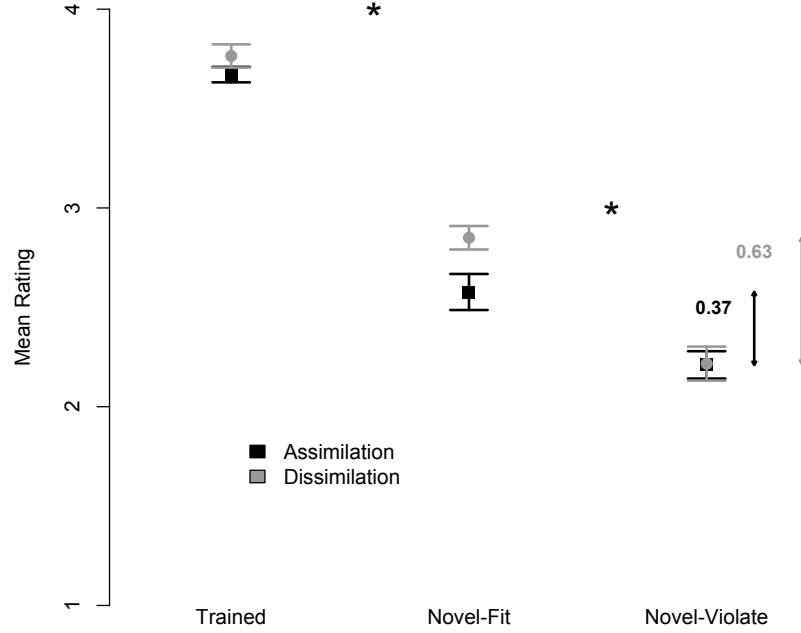 4
*
3
*
0.63
0.37
Mean Rating
2
Assimilation
Dissimilation
1
Trained
Novel-Fit
Novel-Violate